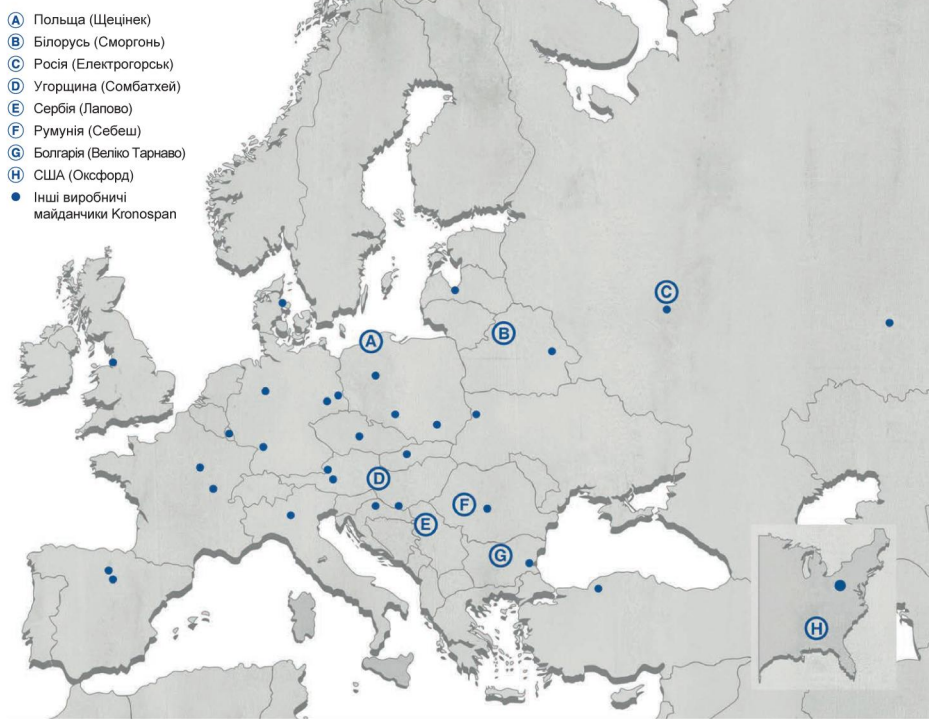 A Польща (Щецінек)
B Білорусь (Сморгонь)
C Росія (Електрогорськ)
D Угорщина (Сомбатхей)
E Сербія (Лапово)
F Румунія (Себеш)
G Болгарія (Веліко Тарнаво)
H США (Оксфорд)
Інші виробничі
майданчики Kronospan
C
B
A
D
F
E
G
H